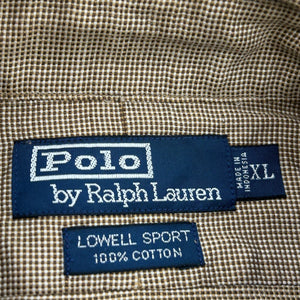 Polo
by Ralph Lauren
MADE IN
INDONESIA
XL
LOWELL SPORT
100% COTTON